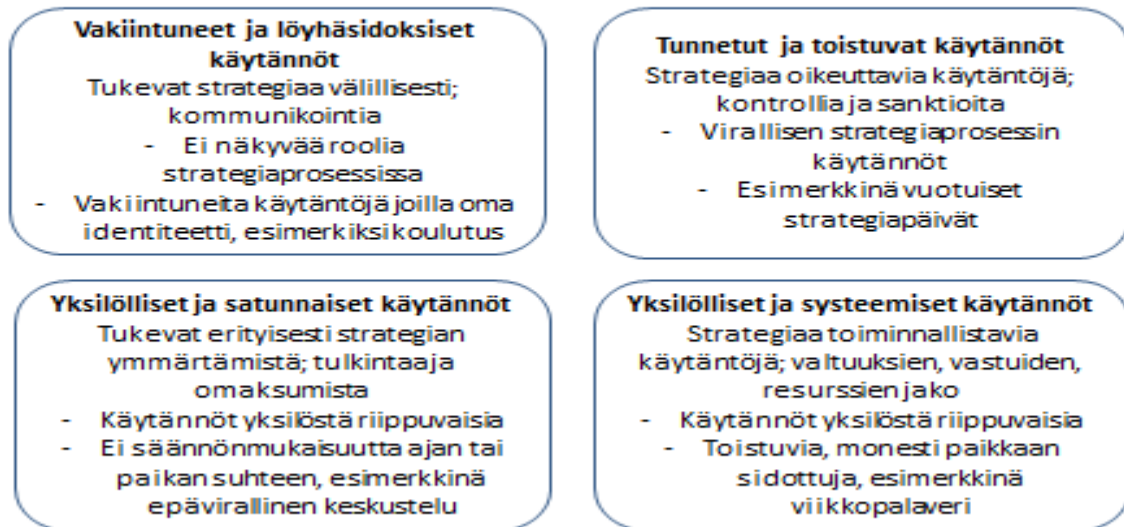 Vakiintuneet ja löyhäsidoksiset
käytännöt
Tukevat strategiaa välillisesti;
kommunikointia
- Ei näkyvää roolia
strategiaprosessissa
- Vakiintuneita käytäntöjä joilla oma
identiteetti, esimerkiksi koulutus
Tunnetut ja toistuvat käytännöt
Strategiaa oikeuttavia käytäntöjä;
kontrollia ja sanktioita
- Virallisen strategiaprosessin
käytännöt
- Esimerkkinä vuotuiset
strategiapäivät
Yksilölliset ja satunnaiset käytännöt
Tukevat erityisesti strategian
ymmärtämistä; tulkintaa ja
omaksumista
- Käytännöt yksilöstä riippuvaisia
- Ei säännönmukaisuutta ajan tai
paikan suhteen, esimerkkinä
epävirallinen keskustelu
Yksilölliset ja systeemiset käytännöt
Strategiaa toiminnallistavia
käytäntöjä; valtuuksien, vastuiden,
resurssien jako
- Käytännöt yksilöstä riippuvaisia
- Toistuvia, monesti paikkaan
sidottuja, esimerkkinä
viikkopalaveri